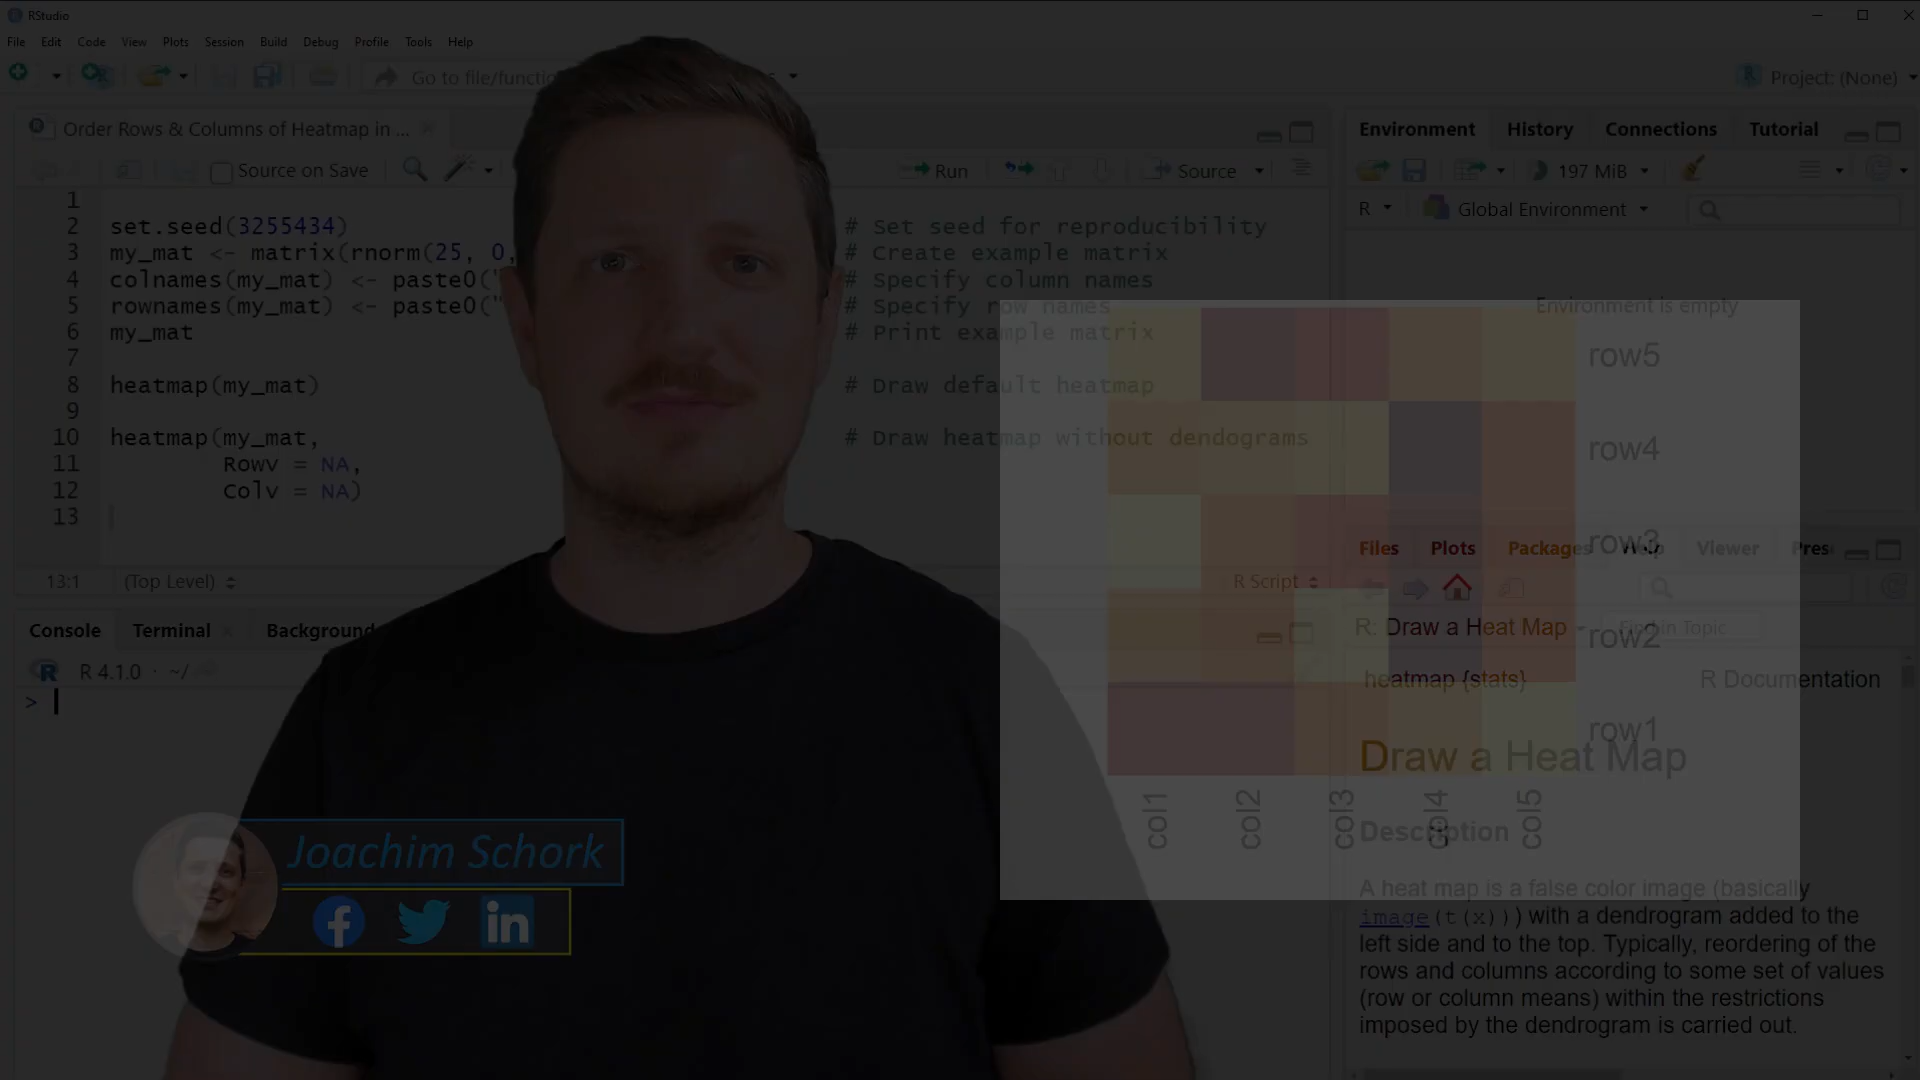 RStudio
File Edit Code View Plots Session Build Debug Profile Tools Help
Go to file/functio
Project: (None)
Order Rows & Columns of Heatmap in ...
Source on Save
Run
Source
1
2 set.seed(3255434) # Set seed for reproducibility
3 my_mat <- matrix(rnorm(25, 0, # Create example matrix
4 colnames(my_mat) <- paste0(" # Specify column names
5 rownames(my_mat) <- paste0(" # Specify row names
6 my_mat # Print example matrix
7
8 heatmap(my_mat) # Draw default heatmap
9
10 heatmap(my_mat, # Draw heatmap without dendograms
11 Rowv = NA,
12 Colv = NA)
13
13:1 (Top Level) R Script
Console Terminal Background
R 4.1.0 · ~/
>
Environment History Connections Tutorial
197 MiB
R Global Environment
Environment is empty
row5
row4
row3
row2
row1
col1 col2 col3 col4 col5
Files Plots Packages Help Viewer Pres
R: Draw a Heat Map Find in Topic
heatmap {stats} R Documentation
Draw a Heat Map
Description
A heat map is a false color image (basically
image(t(x))) with a dendrogram added to the
left side and to the top. Typically, reordering of the
rows and columns according to some set of values
(row or column means) within the restrictions
imposed by the dendrogram is carried out.
Joachim Schork
f
in